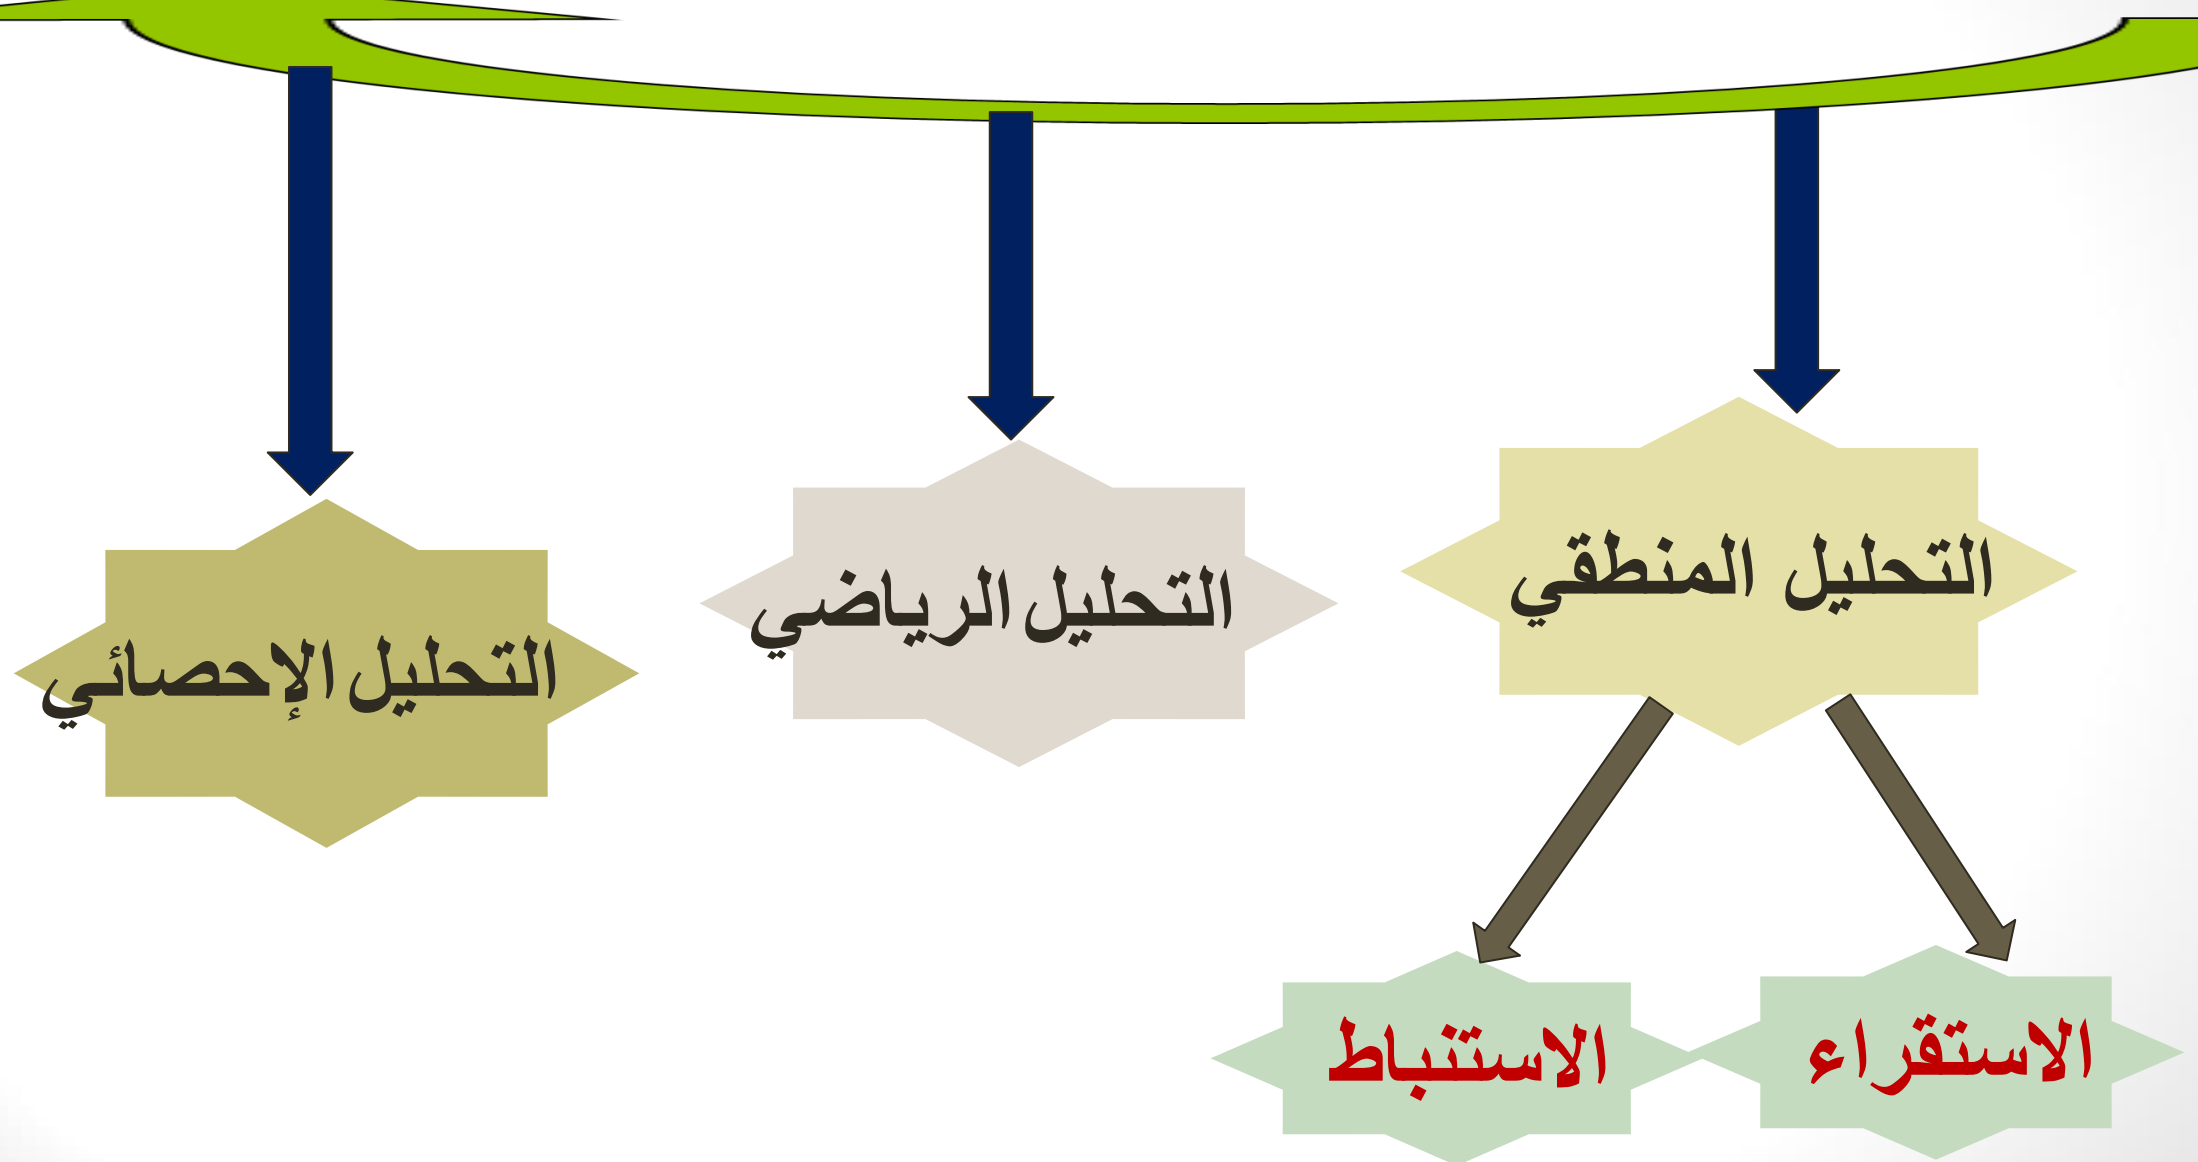 التحليل المنطقي
التحليل الرياضي
التحليل الإحصائي
الاستقراء
الاستنباط